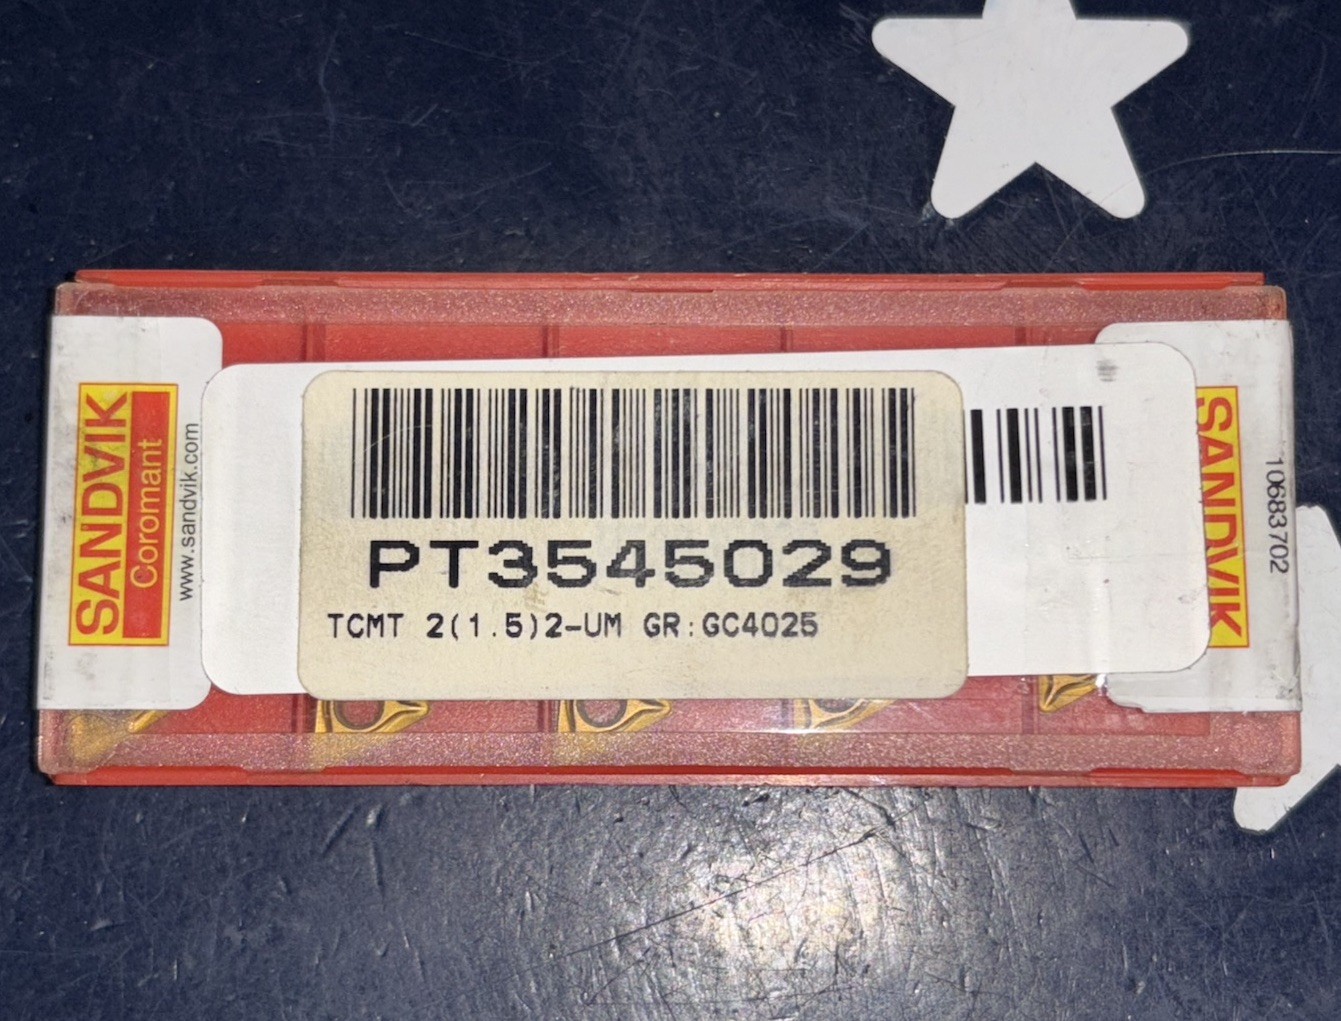 SANDVIK
Coromant
www.sandvik.com
PT3545029
TCMT 2(1.5)2-UM GR:GC4025
SANDVIK
10683702